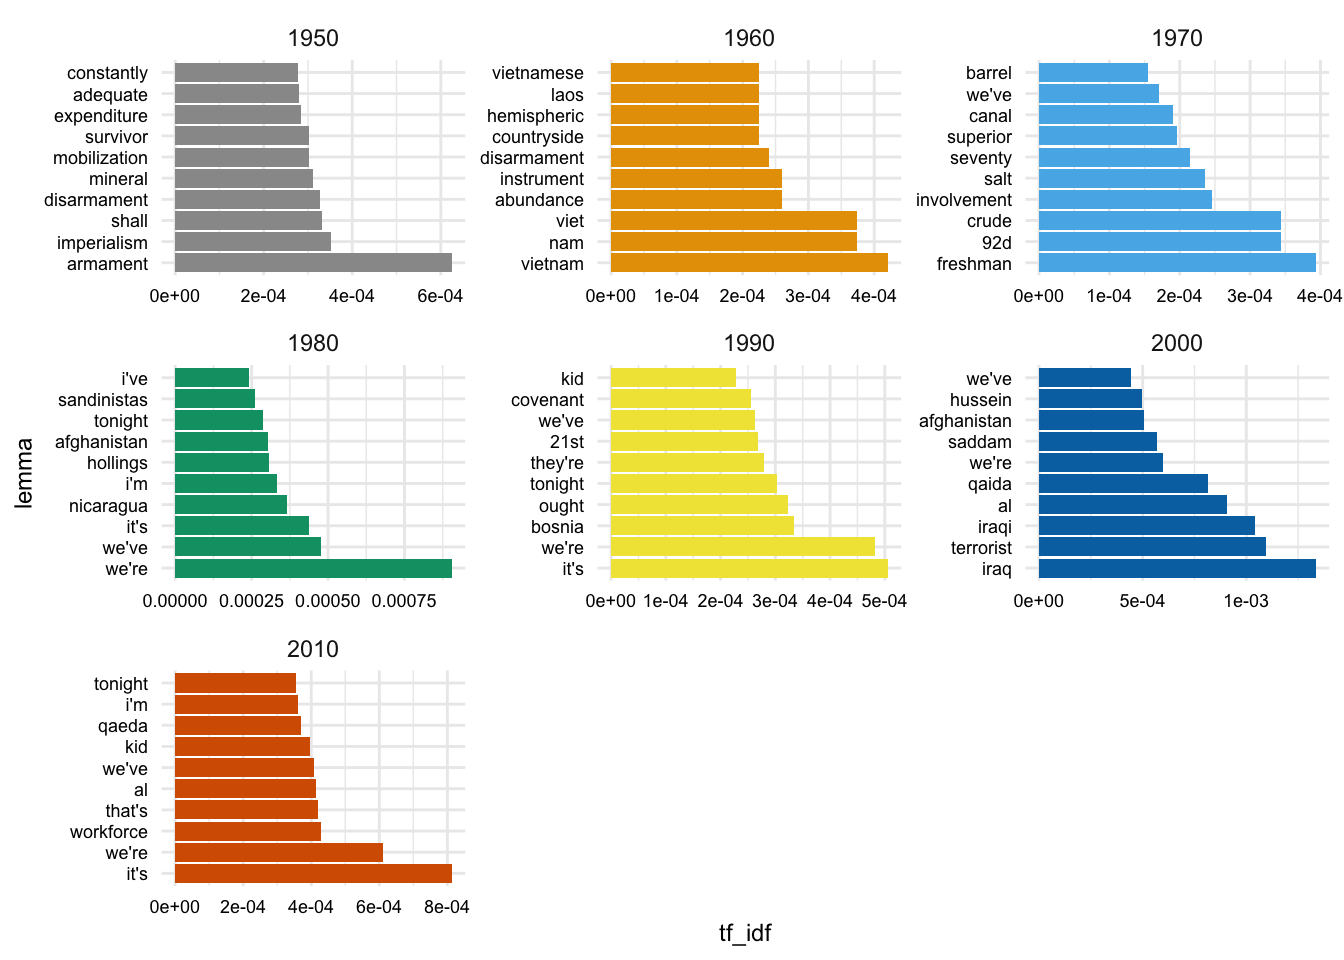 1950
constantly
adequate
expenditure
survivor
mobilization
mineral
disarmament
shall
imperialism
armament
0e+00 2e-04 4e-04 6e-04
1960
vietnamese
laos
hemispheric
countryside
disarmament
instrument
abundance
viet
nam
vietnam
0e+00 1e-04 2e-04 3e-04 4e-04
1970
barrel
we've
canal
superior
seventy
salt
involvement
crude
92d
freshman
0e+00 1e-04 2e-04 3e-04 4e-04
lemma
1980
i've
sandinistas
tonight
afghanistan
hollings
i'm
nicaragua
it's
we've
we're
0.00000 0.00025 0.00050 0.00075
1990
kid
covenant
we've
21st
they're
tonight
ought
bosnia
we're
it's
0e+00 1e-04 2e-04 3e-04 4e-04 5e-04
2000
we've
hussein
afghanistan
saddam
we're
qaida
al
iraqi
terrorist
iraq
0e+00 5e-04 1e-03
2010
tonight
i'm
qaeda
kid
we've
al
that's
workforce
we're
it's
0e+00 2e-04 4e-04 6e-04 8e-04
tf_idf